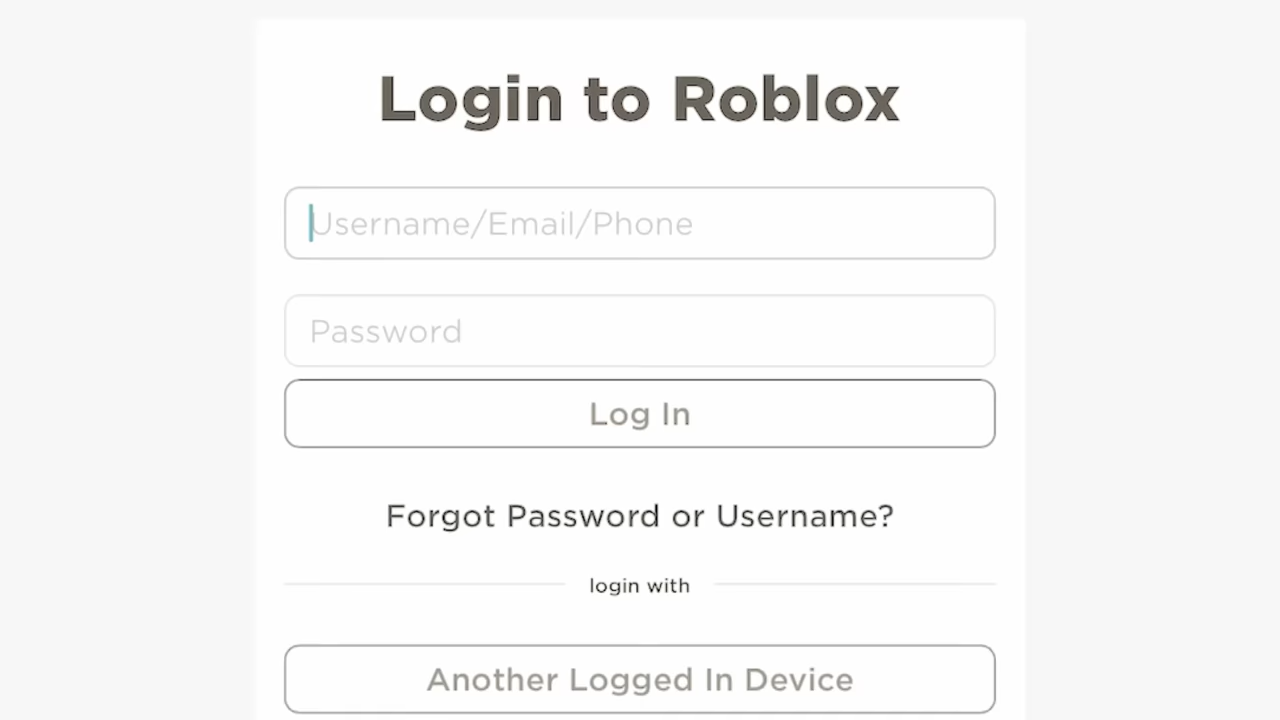 Login to Roblox
Username/Email/Phone
Password
Log In
Forgot Password or Username?
login with
Another Logged In Device